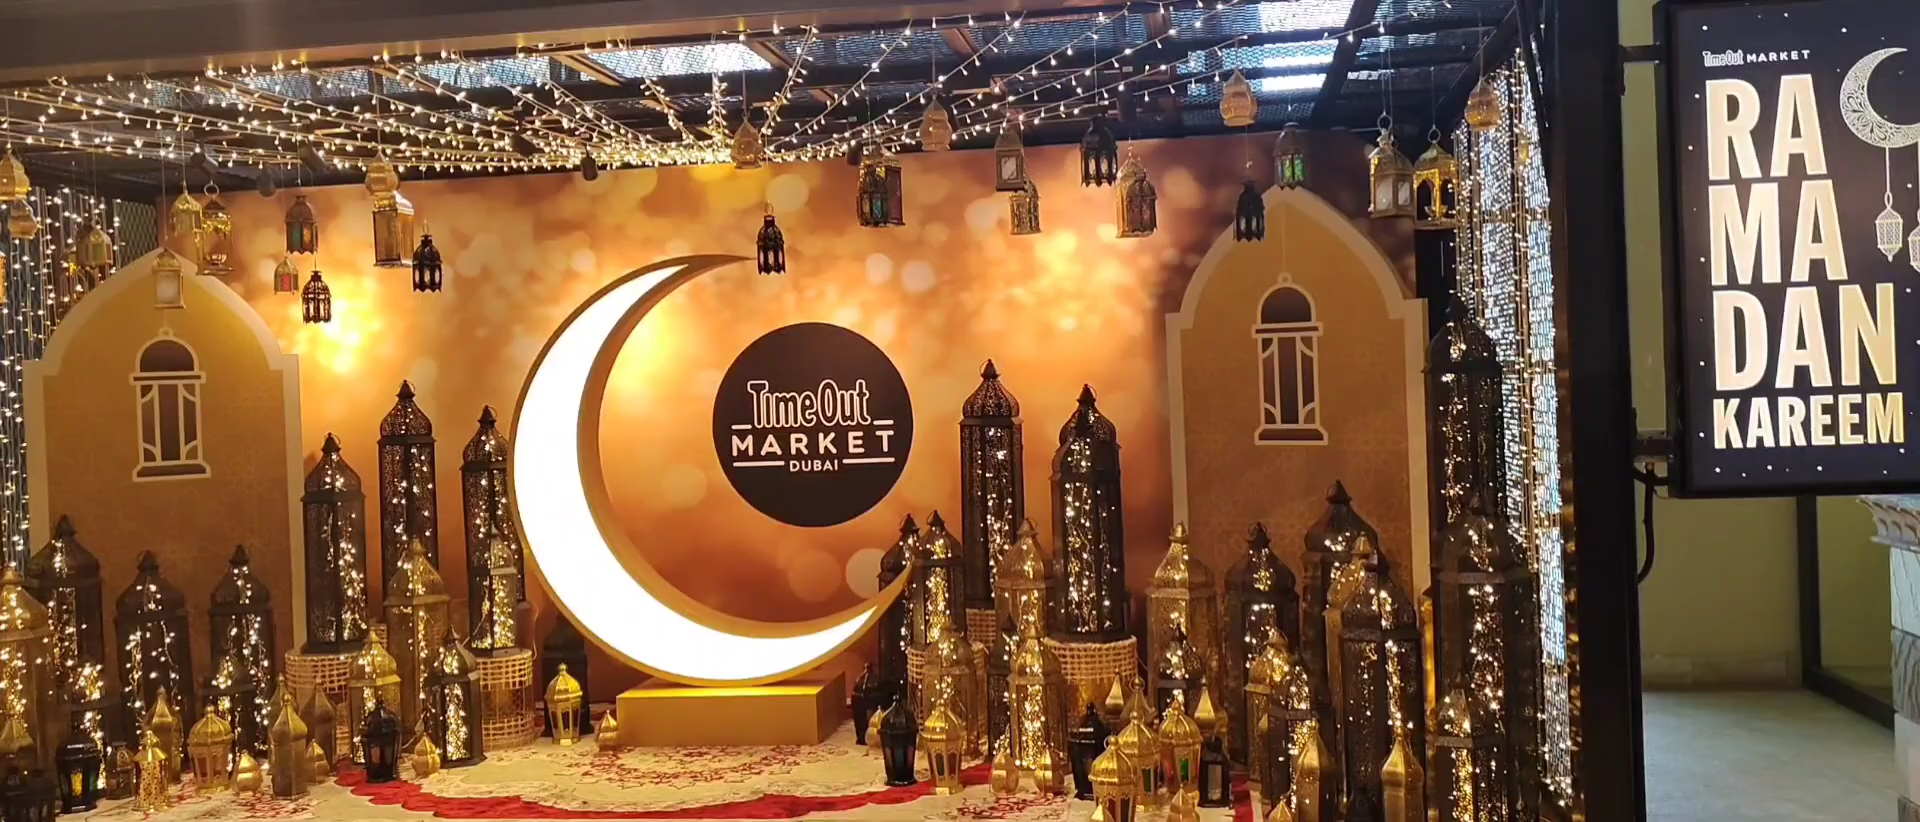 Time Out
MARKET
DUBAI
Time Out MARKET
RA
MA
DAN
KAREEM